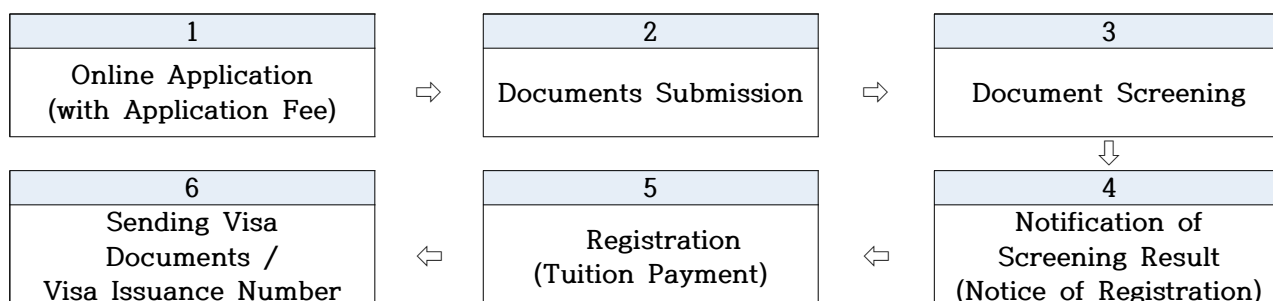 1
Online Application
(with Application Fee)
2
Documents Submission
3
Document Screening
4
Notification of
Screening Result
(Notice of Registration)
5
Registration
(Tuition Payment)
6
Sending Visa
Documents /
Visa Issuance Number